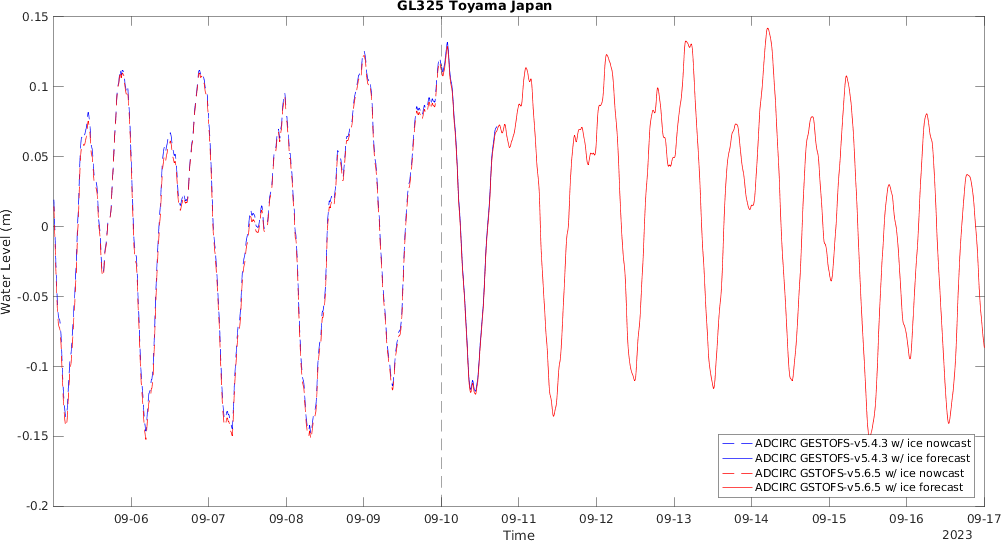 GL325 Toyama Japan
Water Level (m)
0.15
0.1
0.05
0
-0.05
-0.1
-0.15
-0.2
ADCIRC GESTOFS-v5.4.3 w/ ice nowcast
ADCIRC GESTOFS-v5.4.3 w/ ice forecast
ADCIRC GSTOFS-v5.6.5 w/ ice nowcast
ADCIRC GSTOFS-v5.6.5 w/ ice forecast
09-06 09-07 09-08 09-09 09-10 09-11 09-12 09-13 09-14 09-15 09-16 09-17
Time
2023